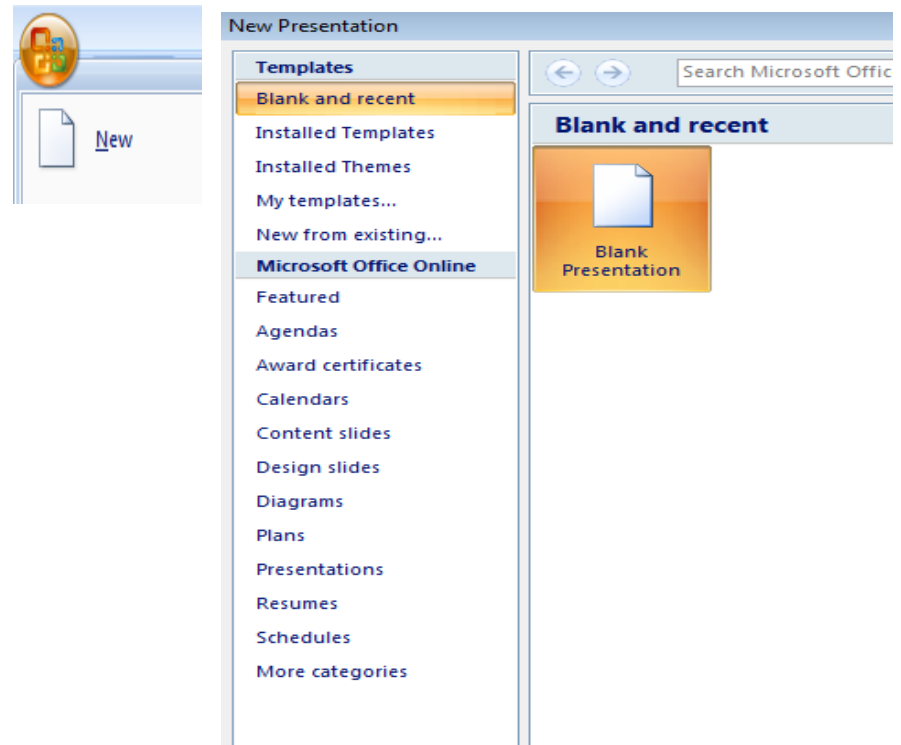 New
New Presentation
Templates
Blank and recent
Installed Templates
Installed Themes
My templates...
New from existing...
Microsoft Office Online
Featured
Agendas
Award certificates
Calendars
Content slides
Design slides
Diagrams
Plans
Presentations
Resumes
Schedules
More categories
Search Microsoft Offic
Blank and recent
Blank
Presentation